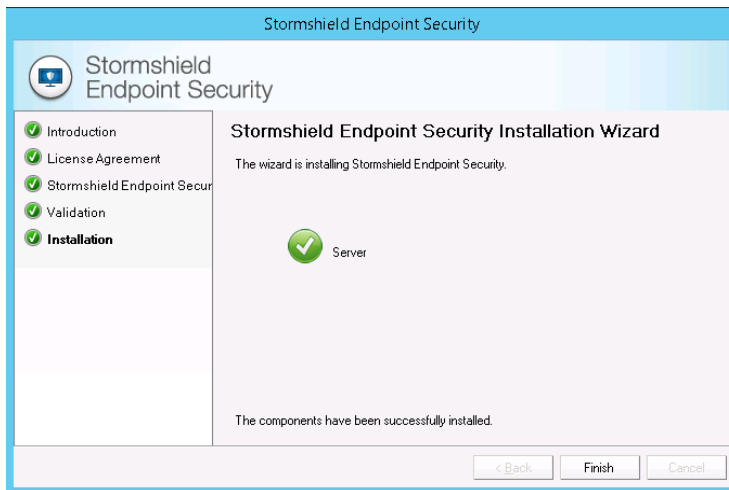 Stormshield Endpoint Security
Stormshield
Endpoint Security
Introduction
License Agreement
Stormshield Endpoint Secur
Validation
Installation
Stormshield Endpoint Security Installation Wizard
The wizard is installing Stormshield Endpoint Security.
Server
The components have been successfully installed.
< Back
Finish
Cancel